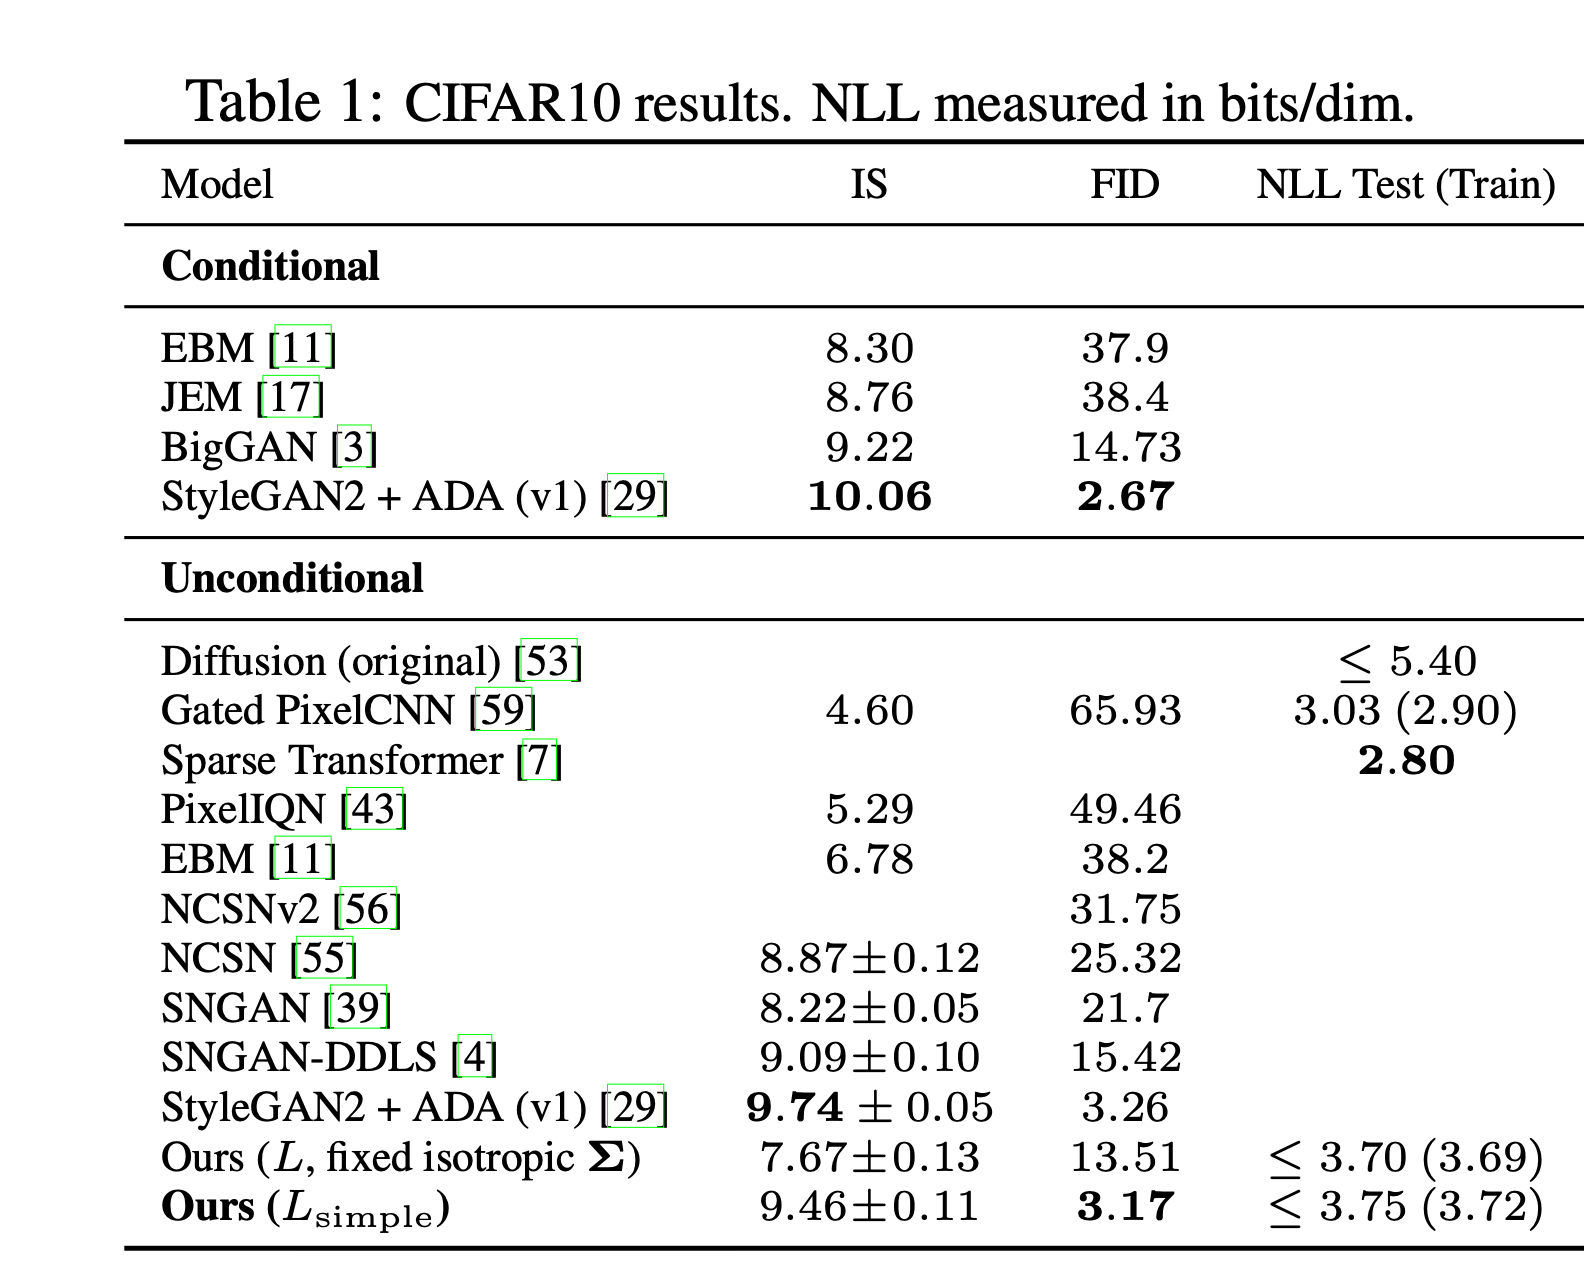 Table 1: CIFAR10 results. NLL measured in bits/dim.
Model IS FID NLL Test (Train)
Conditional
EBM [11] 8.30 37.9
JEM [17] 8.76 38.4
BigGAN [3] 9.22 14.73
StyleGAN2 + ADA (v1) [29] 10.06 2.67
Unconditional
Diffusion (original) [53] ≤ 5.40
Gated PixelCNN [59] 4.60 65.93 3.03 (2.90)
Sparse Transformer [7] 2.80
PixelIQN [43] 5.29 49.46
EBM [11] 6.78 38.2
NCSNv2 [56] 31.75
NCSN [55] 8.87±0.12 25.32
SNGAN [39] 8.22±0.05 21.7
SNGAN-DDLS [4] 9.09±0.10 15.42
StyleGAN2 + ADA (v1) [29] 9.74 ± 0.05 3.26
Ours (L, fixed isotropic Σ) 7.67±0.13 13.51 ≤ 3.70 (3.69)
Ours (Lsimple) 9.46±0.11 3.17 ≤ 3.75 (3.72)